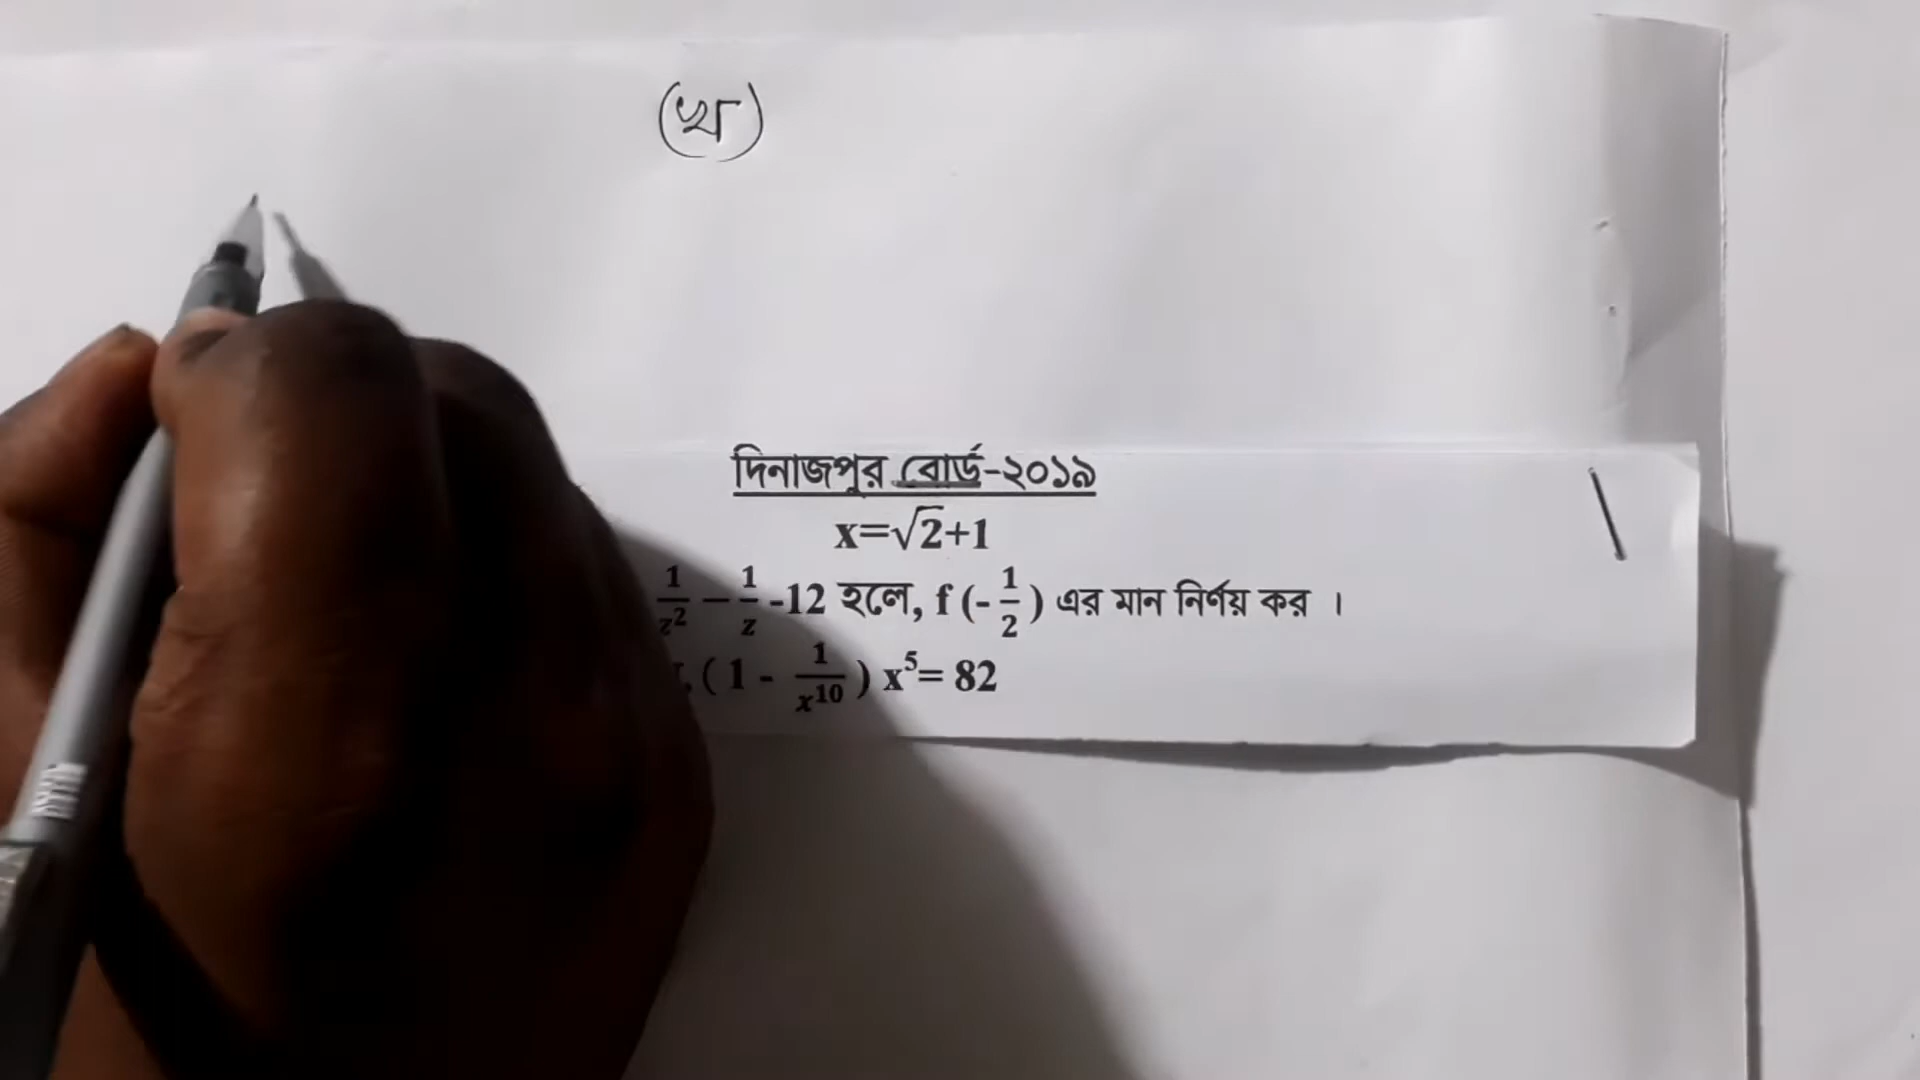 (খ)
দিনাজপুর বোর্ড-২০১৯
x=√2+1
1/z² − 1/z -12 হলে, f (- 1/2) এর মান নির্ণয় কর ।
, ( 1 - 1/x¹⁰ ) x⁵= 82